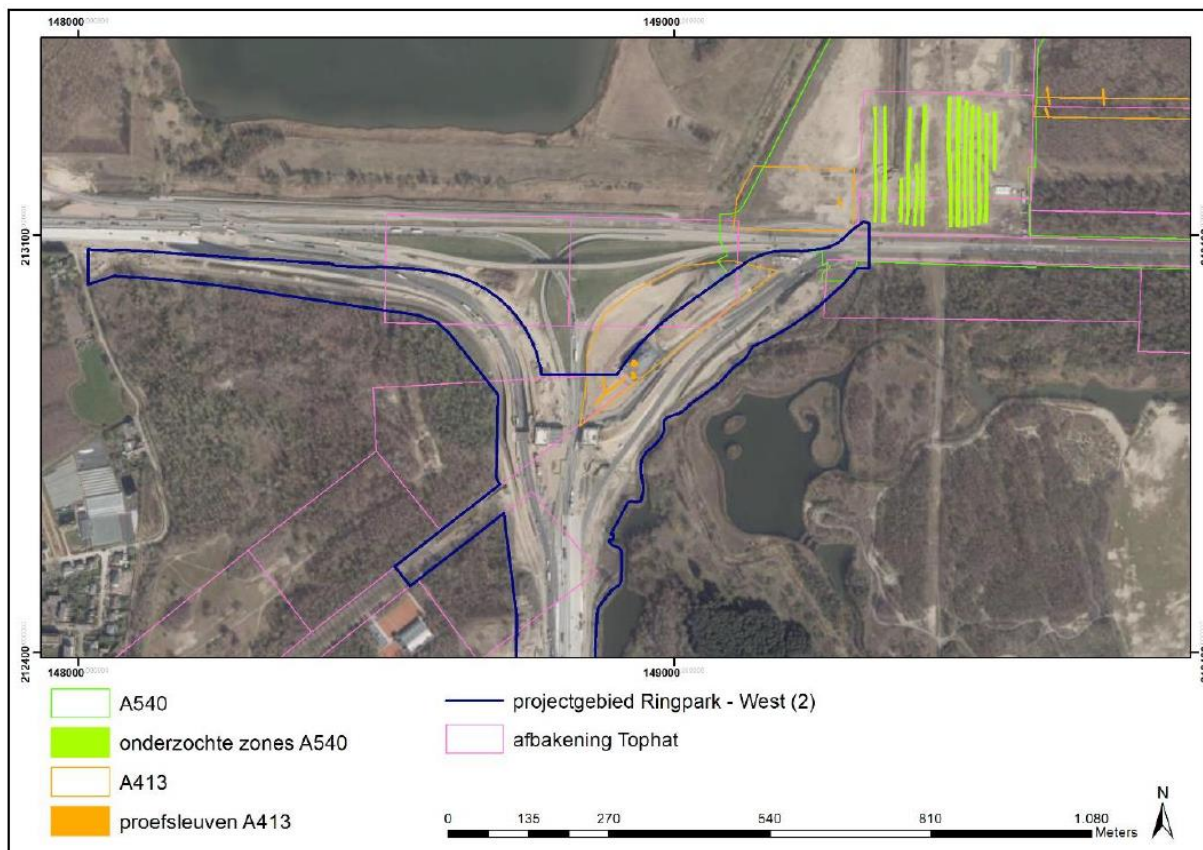 148000
149000
213100
212400
148000
149000
A540
onderzochte zones A540
A413
proefsleuven A413
projectgebied Ringpark - West (2)
afbakening Tophat
N
0 135 270 540 810 1.080
Meters